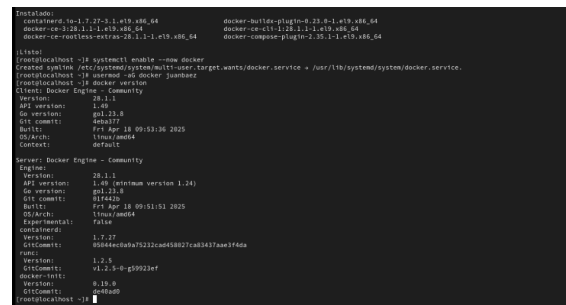 Instalado:
containerd.io-1.7.27-3.1.el9.x86_64 docker-buildx-plugin-0.23.0-1.el9.x86_64
docker-ce-3:28.1.1-1.el9.x86_64 docker-ce-cli-1:28.1.1-1.el9.x86_64
docker-ce-rootless-extras-28.1.1-1.el9.x86_64 docker-compose-plugin-2.35.1-1.el9.x86_64
¡Listo!
[root@localhost ~]# systemctl enable --now docker
Created symlink /etc/systemd/system/multi-user.target.wants/docker.service → /usr/lib/systemd/system/docker.service.
[root@localhost ~]# usermod -aG docker juanbaez
[root@localhost ~]# docker version
Client: Docker Engine - Community
Version: 28.1.1
API version: 1.49
Go version: go1.23.8
Git commit: 4eba377
Built: Fri Apr 18 09:53:36 2025
OS/Arch: linux/amd64
Context: default
Server: Docker Engine - Community
Engine:
Version: 28.1.1
API version: 1.49 (minimum version 1.24)
Go version: go1.23.8
Git commit: 01f442b
Built: Fri Apr 18 09:51:51 2025
OS/Arch: linux/amd64
Experimental: false
containerd:
Version: 1.7.27
GitCommit: 05044ec0a9a75232cad458027ca83437aae3f4da
runc:
Version: 1.2.5
GitCommit: v1.2.5-0-g59923ef
docker-init:
Version: 0.19.0
GitCommit: de40ad0
[root@localhost ~]#